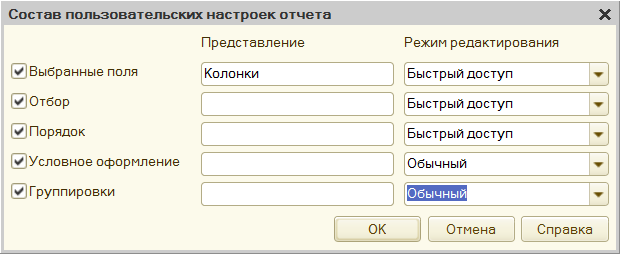 Состав пользовательских настроек отчета
Представление Режим редактирования
Выбранные поля Колонки Быстрый доступ
Отбор Быстрый доступ
Порядок Быстрый доступ
Условное оформление Обычный
Группировки Обычный
OK Отмена Справка